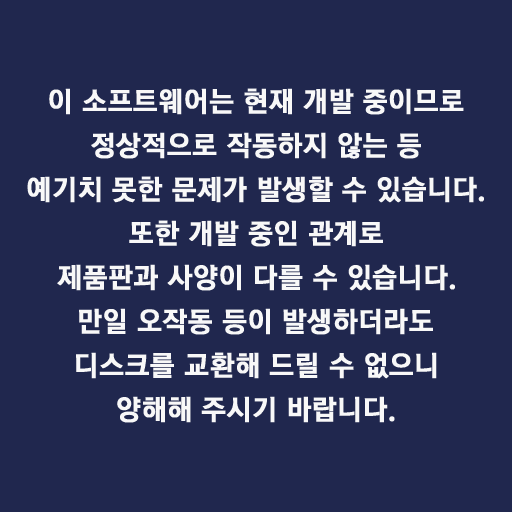 이 소프트웨어는 현재 개발 중이므로
정상적으로 작동하지 않는 등
예기치 못한 문제가 발생할 수 있습니다.
또한 개발 중인 관계로
제품판과 사양이 다를 수 있습니다.
만일 오작동 등이 발생하더라도
디스크를 교환해 드릴 수 없으니
양해해 주시기 바랍니다.